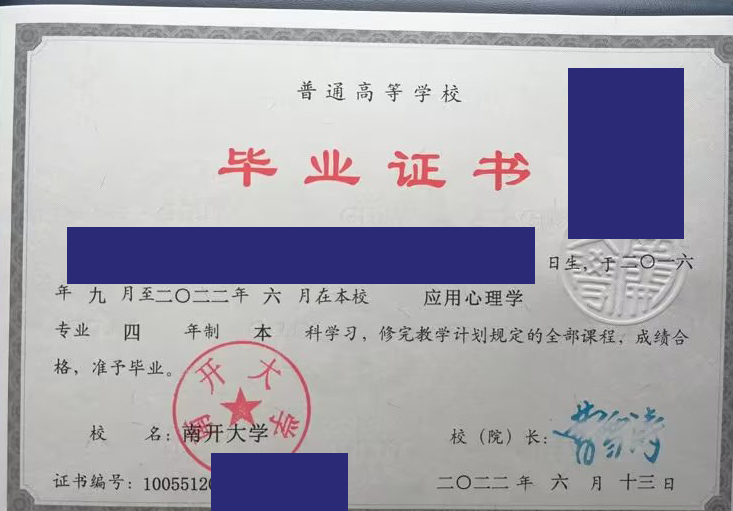 普通高等学校
毕业证书
日生，于二〇一六
年 九 月至二〇二二年 六 月在本校 应用心理学
专业 四 年制 本 科学习，修完教学计划规定的全部课程，成绩合
格，准予毕业。
南开大学
校 名：南开大学 校（院）长：
证书编号：1005512 二〇二二年 六 月 十三 日